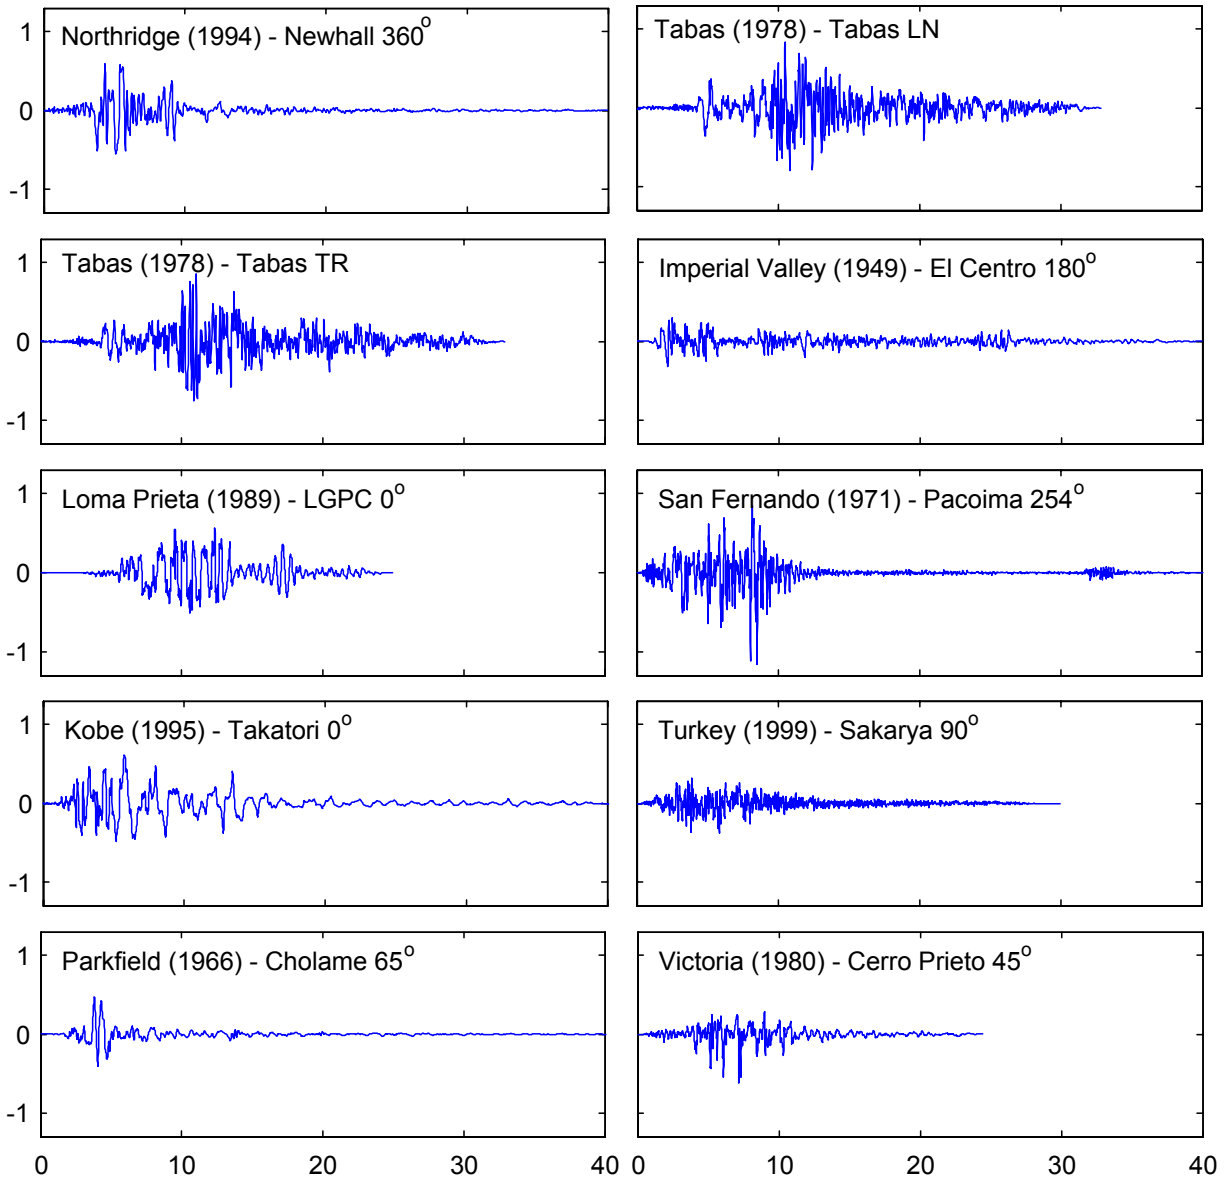 1
0
-1
Northridge (1994) - Newhall 360°
Tabas (1978) - Tabas LN
1
0
-1
Tabas (1978) - Tabas TR
Imperial Valley (1949) - El Centro 180°
1
0
-1
Loma Prieta (1989) - LGPC 0°
San Fernando (1971) - Pacoima 254°
1
0
-1
Kobe (1995) - Takatori 0°
Turkey (1999) - Sakarya 90°
1
0
-1
Parkfield (1966) - Cholame 65°
Victoria (1980) - Cerro Prieto 45°
0 10 20 30 40
0 10 20 30 40